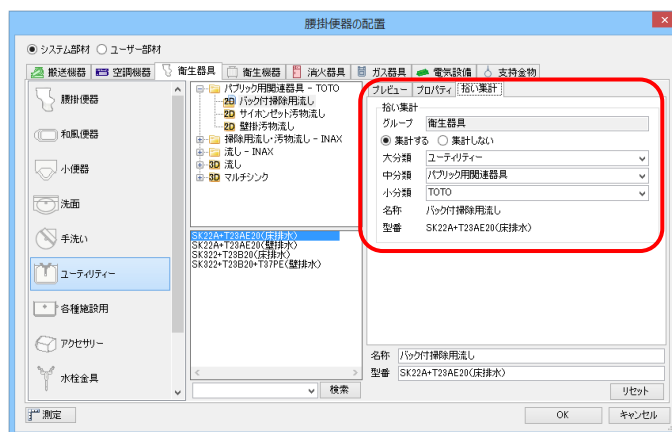 腰掛便器の配置
システム部材 ユーザー部材
搬送機器 空調機器 衛生器具 衛生機器 消火器具 ガス器具 電気設備 支持金物
腰掛便器
和風便器
小便器
洗面
手洗い
ユーティリティー
各種施設用
アクセサリー
水栓金具
パブリック用関連器具 - TOTO
2D バック付掃除用流し
2D サイホンゼット汚物流し
2D 壁掛汚物流し
掃除用流し・汚物流し - INAX
流し - INAX
3D 流し
3D マルチシンク
SK22A+T23AE20(床排水)
SK22A+T23AE20(壁排水)
SK322+T23B20(床排水)
SK322+T23B20+T37PE(壁排水)
検索
プレビュー プロパティ 拾い集計
拾い集計
グループ 衛生器具
集計する 集計しない
大分類 ユーティリティー
中分類 パブリック用関連器具
小分類 TOTO
名称 バック付掃除用流し
型番 SK22A+T23AE20(床排水)
名称 バック付掃除用流し
型番 SK22A+T23AE20(床排水)
リセット
測定 OK キャンセル